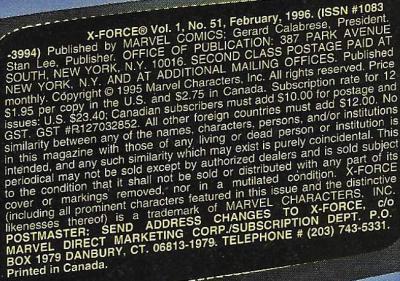 X-FORCE® Vol. 1, No. 51, February, 1996. (ISSN #1083
-3994) Published by MARVEL COMICS; Gerard Calabrese, President.
Stan Lee, Publisher. OFFICE OF PUBLICATION: 387 PARK AVENUE
SOUTH, NEW YORK, N.Y. 10016. SECOND CLASS POSTAGE PAID AT
NEW YORK, N.Y. AND AT ADDITIONAL MAILING OFFICES. Published
monthly. Copyright © 1995 Marvel Characters, Inc. All rights reserved. Price
$1.95 per copy in the U.S. and $2.75 in Canada. Subscription rate for 12
issues: U.S. $23.40; Canadian subscribers must add $10.00 for postage and
GST. GST #R127032852. All other foreign countries must add $12.00. No
similarity between any of the names, characters, persons, and/or institutions
in this magazine with those of any living or dead person or institution is
intended, and any such similarity which may exist is purely coincidental. This
periodical may not be sold except by authorized dealers and is sold subject
to the condition that it shall not be sold or distributed with any part of its
cover or markings removed, nor in a mutilated condition. X-FORCE
(including all prominent characters featured in this issue and the distinctive
likenesses thereof) is a trademark of MARVEL CHARACTERS, INC.
POSTMASTER: SEND ADDRESS CHANGES TO X-FORCE, c/o
MARVEL DIRECT MARKETING CORP./SUBSCRIPTION DEPT. P.O.
BOX 1979 DANBURY, CT. 06813-1979. TELEPHONE # (203) 743-5331.
Printed in Canada.